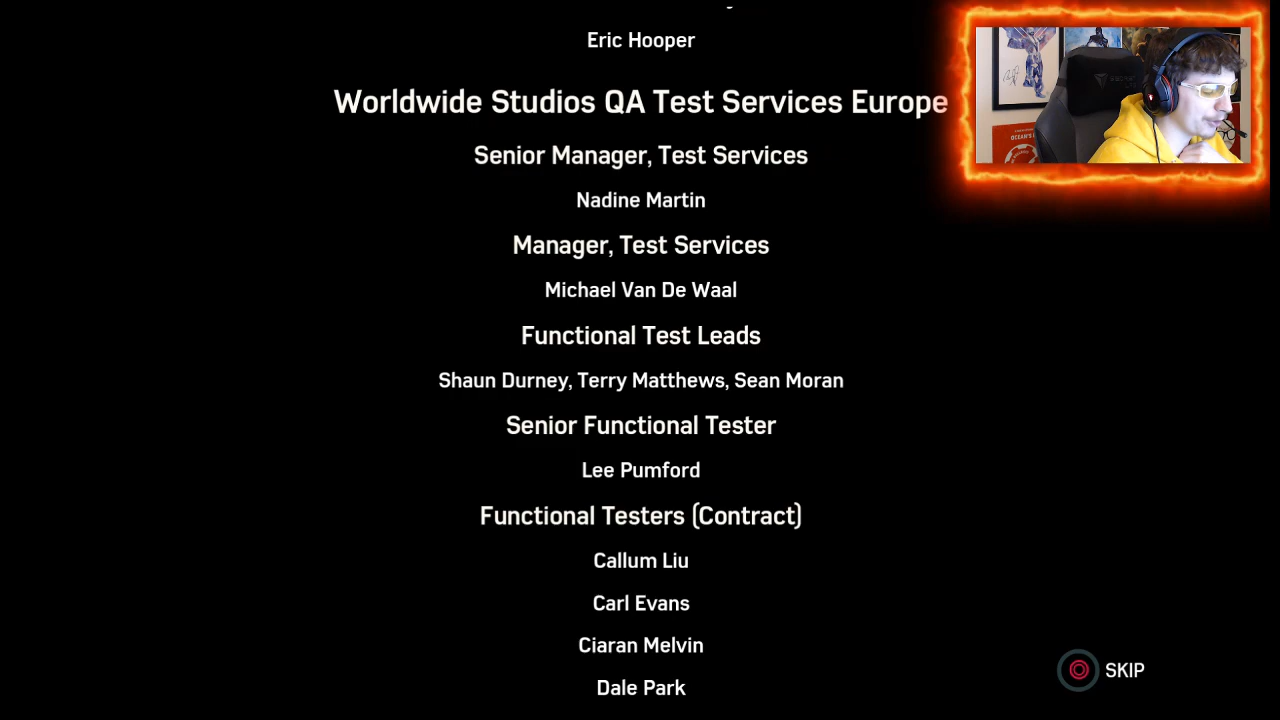 Eric Hooper
Worldwide Studios QA Test Services Europe
Senior Manager, Test Services
Nadine Martin
Manager, Test Services
Michael Van De Waal
Functional Test Leads
Shaun Durney, Terry Matthews, Sean Moran
Senior Functional Tester
Lee Pumford
Functional Testers (Contract)
Callum Liu
Carl Evans
Ciaran Melvin
Dale Park
SKIP